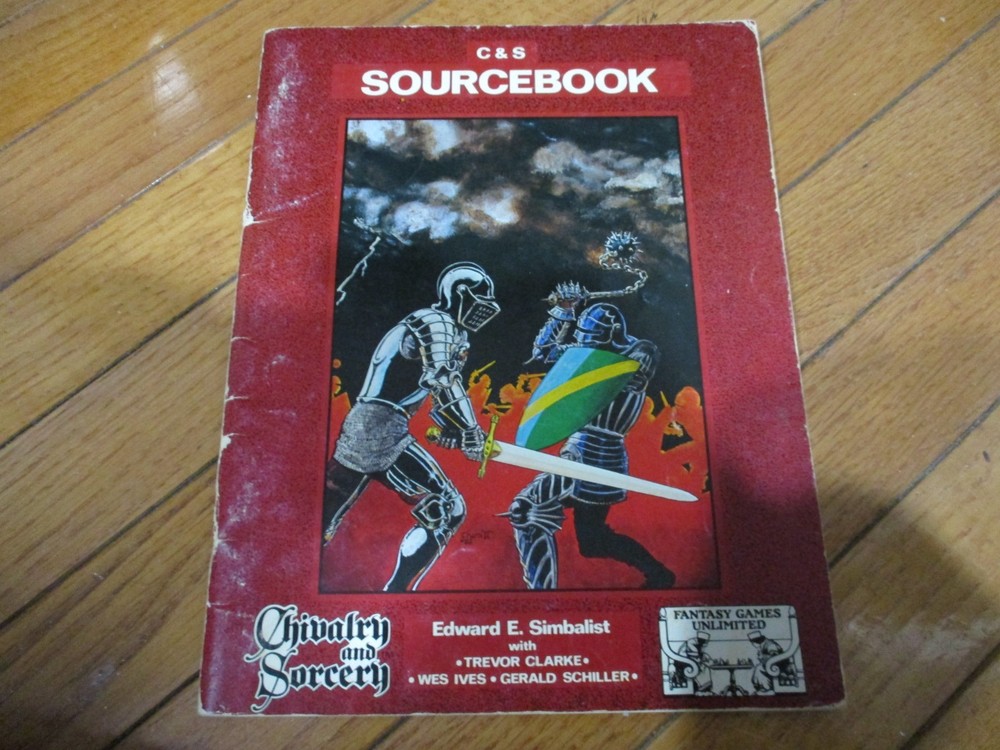 C & S
SOURCEBOOK
Chivalry
and
Sorcery
Edward E. Simbalist
with
•TREVOR CLARKE•
•WES IVES • GERALD SCHILLER•
FANTASY GAMES
UNLIMITED